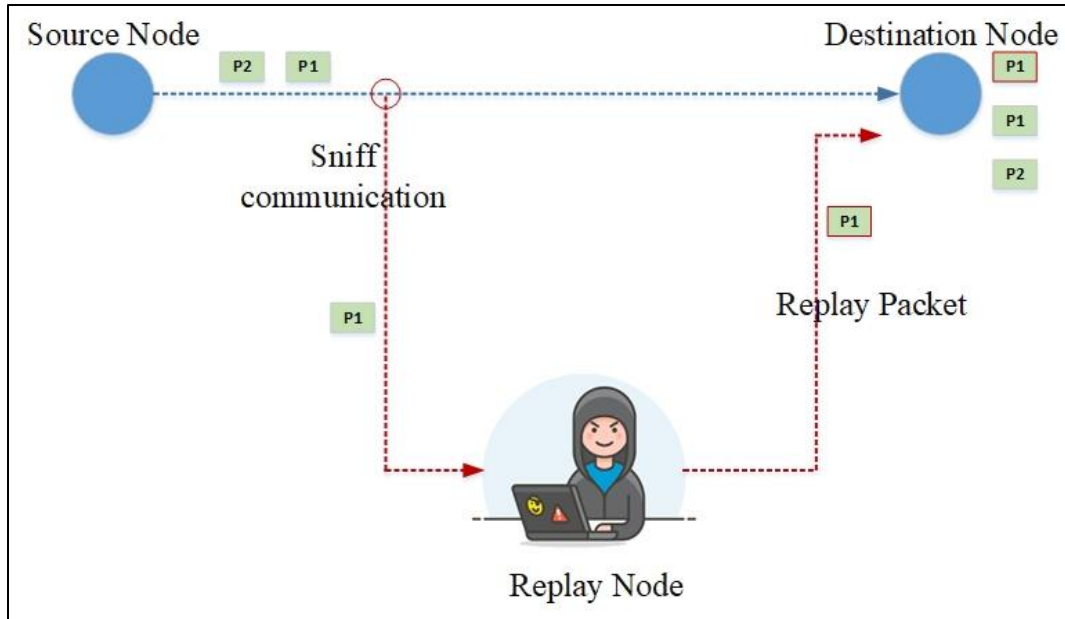 Source Node
Destination Node
P2 P1
P1
P1
P2
Sniff
communication
P1
P1
Replay Packet
Replay Node